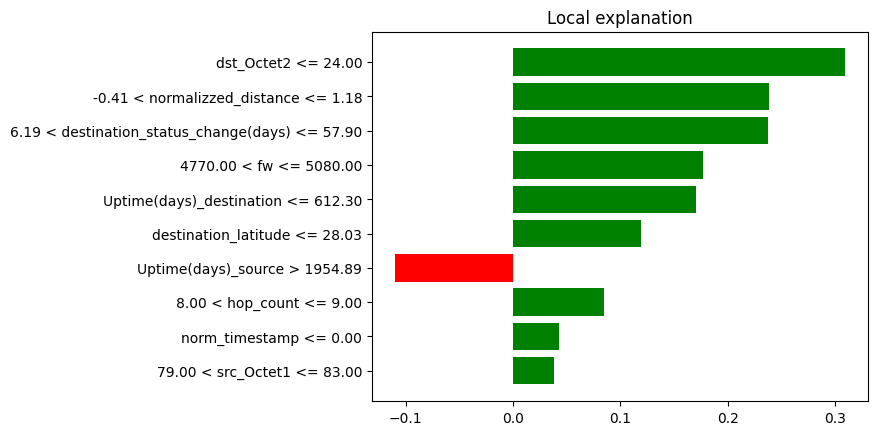 Local explanation
dst_Octet2 <= 24.00
-0.41 < normalizzed_distance <= 1.18
6.19 < destination_status_change(days) <= 57.90
4770.00 < fw <= 5080.00
Uptime(days)_destination <= 612.30
destination_latitude <= 28.03
Uptime(days)_source > 1954.89
8.00 < hop_count <= 9.00
norm_timestamp <= 0.00
79.00 < src_Octet1 <= 83.00
−0.1 0.0 0.1 0.2 0.3